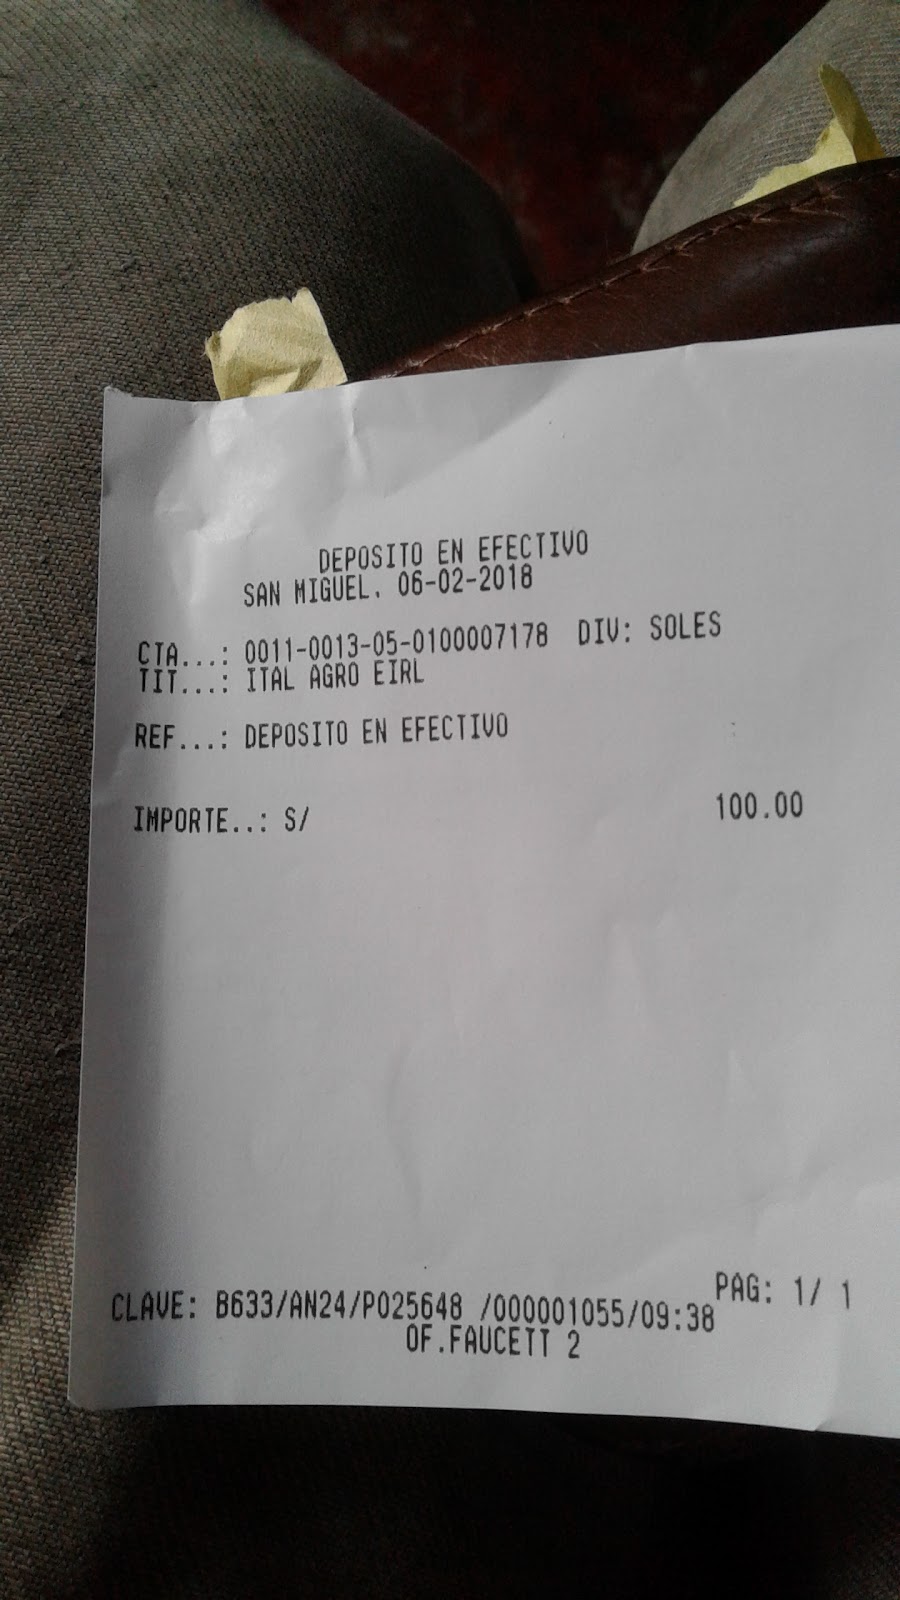 DEPOSITO EN EFECTIVO
SAN MIGUEL. 06-02-2018
CTA...: 0011-0013-05-0100007178 DIV: SOLES
TIT...: ITAL AGRO EIRL
REF...: DEPOSITO EN EFECTIVO
IMPORTE..: S/ 100.00
PAG: 1/ 1
CLAVE: B633/AN24/P025648 /000001055/09:38
OF.FAUCETT 2